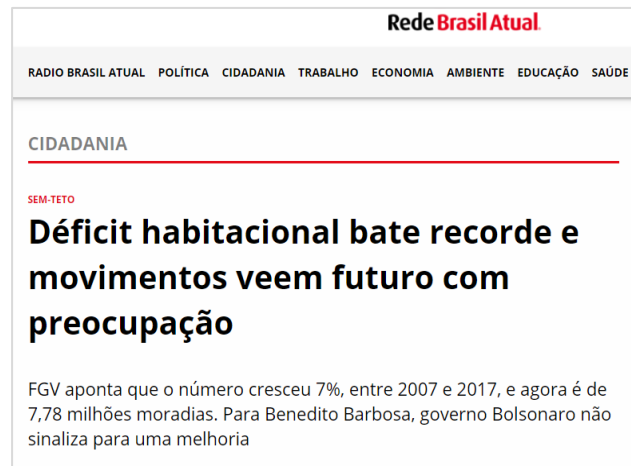 Rede Brasil Atual
RADIO BRASIL ATUAL POLÍTICA CIDADANIA TRABALHO ECONOMIA AMBIENTE EDUCAÇÃO SAÚDE
CIDADANIA
SEM-TETO
Déficit habitacional bate recorde e
movimentos veem futuro com
preocupação
FGV aponta que o número cresceu 7%, entre 2007 e 2017, e agora é de
7,78 milhões moradias. Para Benedito Barbosa, governo Bolsonaro não
sinaliza para uma melhoria